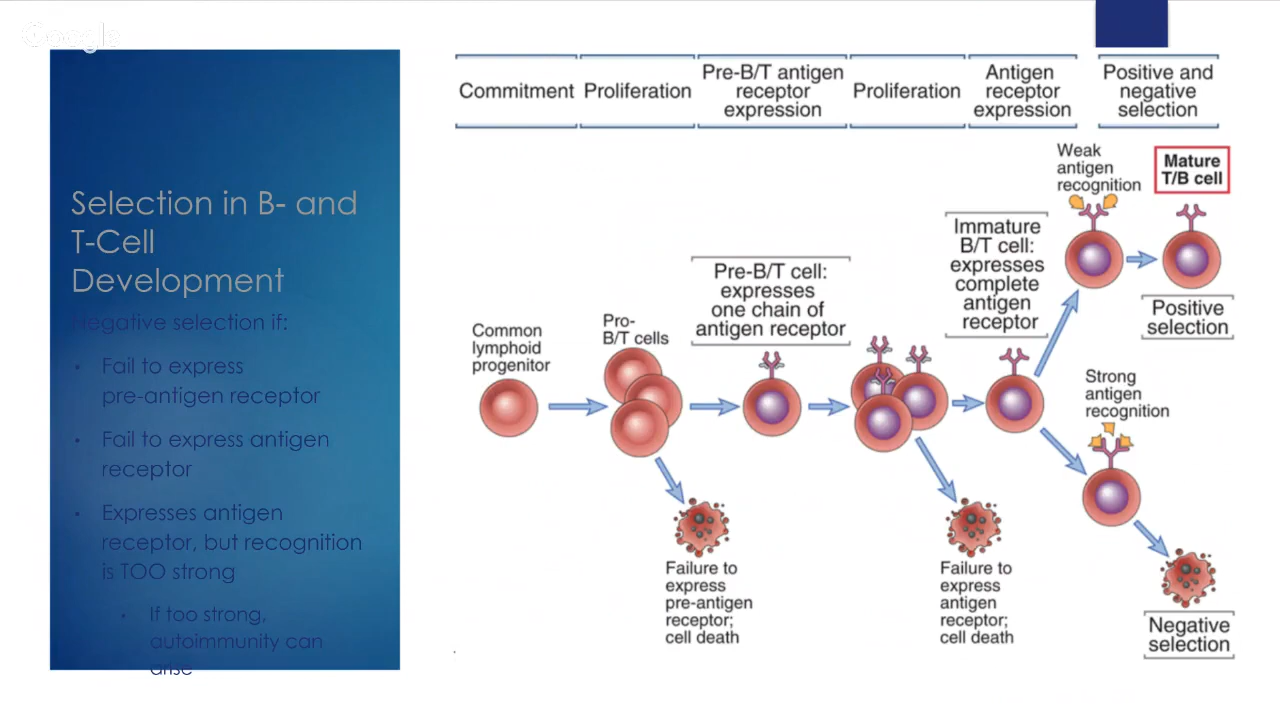 Google
Selection in B- and
T-Cell
Development
Negative selection if:
• Fail to express
pre-antigen receptor
• Fail to express antigen
receptor
• Expresses antigen
receptor, but recognition
is TOO strong
• If too strong,
autoimmunity can
arise
Commitment
Proliferation
Pre-B/T antigen
receptor
expression
Proliferation
Antigen
receptor
expression
Positive and
negative
selection
Weak
antigen
recognition
Mature
T/B cell
Immature
B/T cell:
expresses
complete
antigen
receptor
Pre-B/T cell:
expresses
one chain of
antigen receptor
Positive
selection
Common
lymphoid
progenitor
Pro-
B/T cells
Strong
antigen
recognition
Failure to
express
pre-antigen
receptor;
cell death
Failure to
express
antigen
receptor;
cell death
Negative
selection